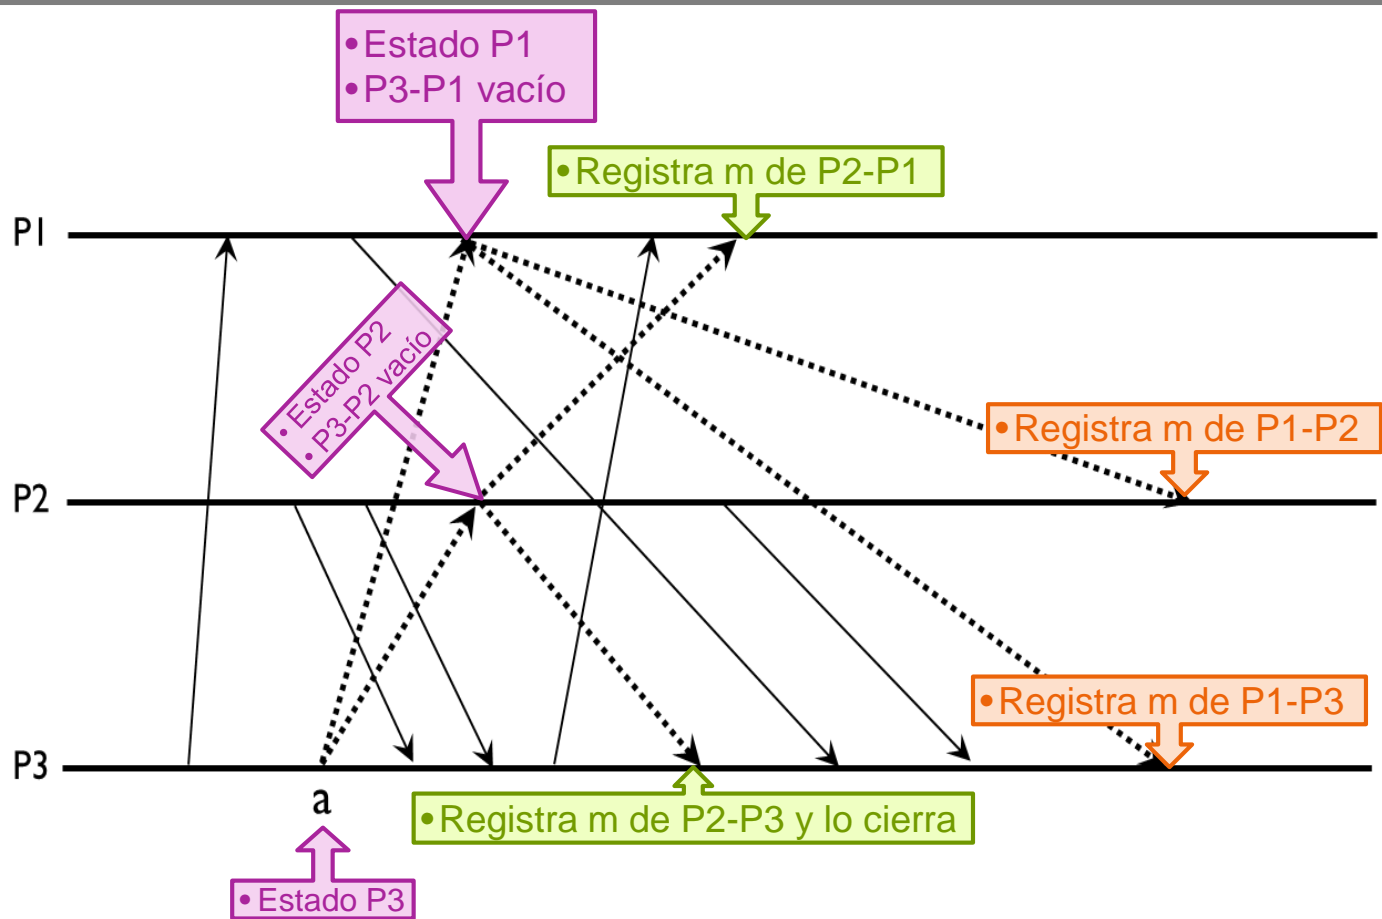 •Estado P1
•P3-P1 vacío
•Registra m de P2-P1
P1
• Estado P2
• P3-P2 vacío
•Registra m de P1-P2
P2
•Registra m de P1-P3
P3
a
•Registra m de P2-P3 y lo cierra
• Estado P3